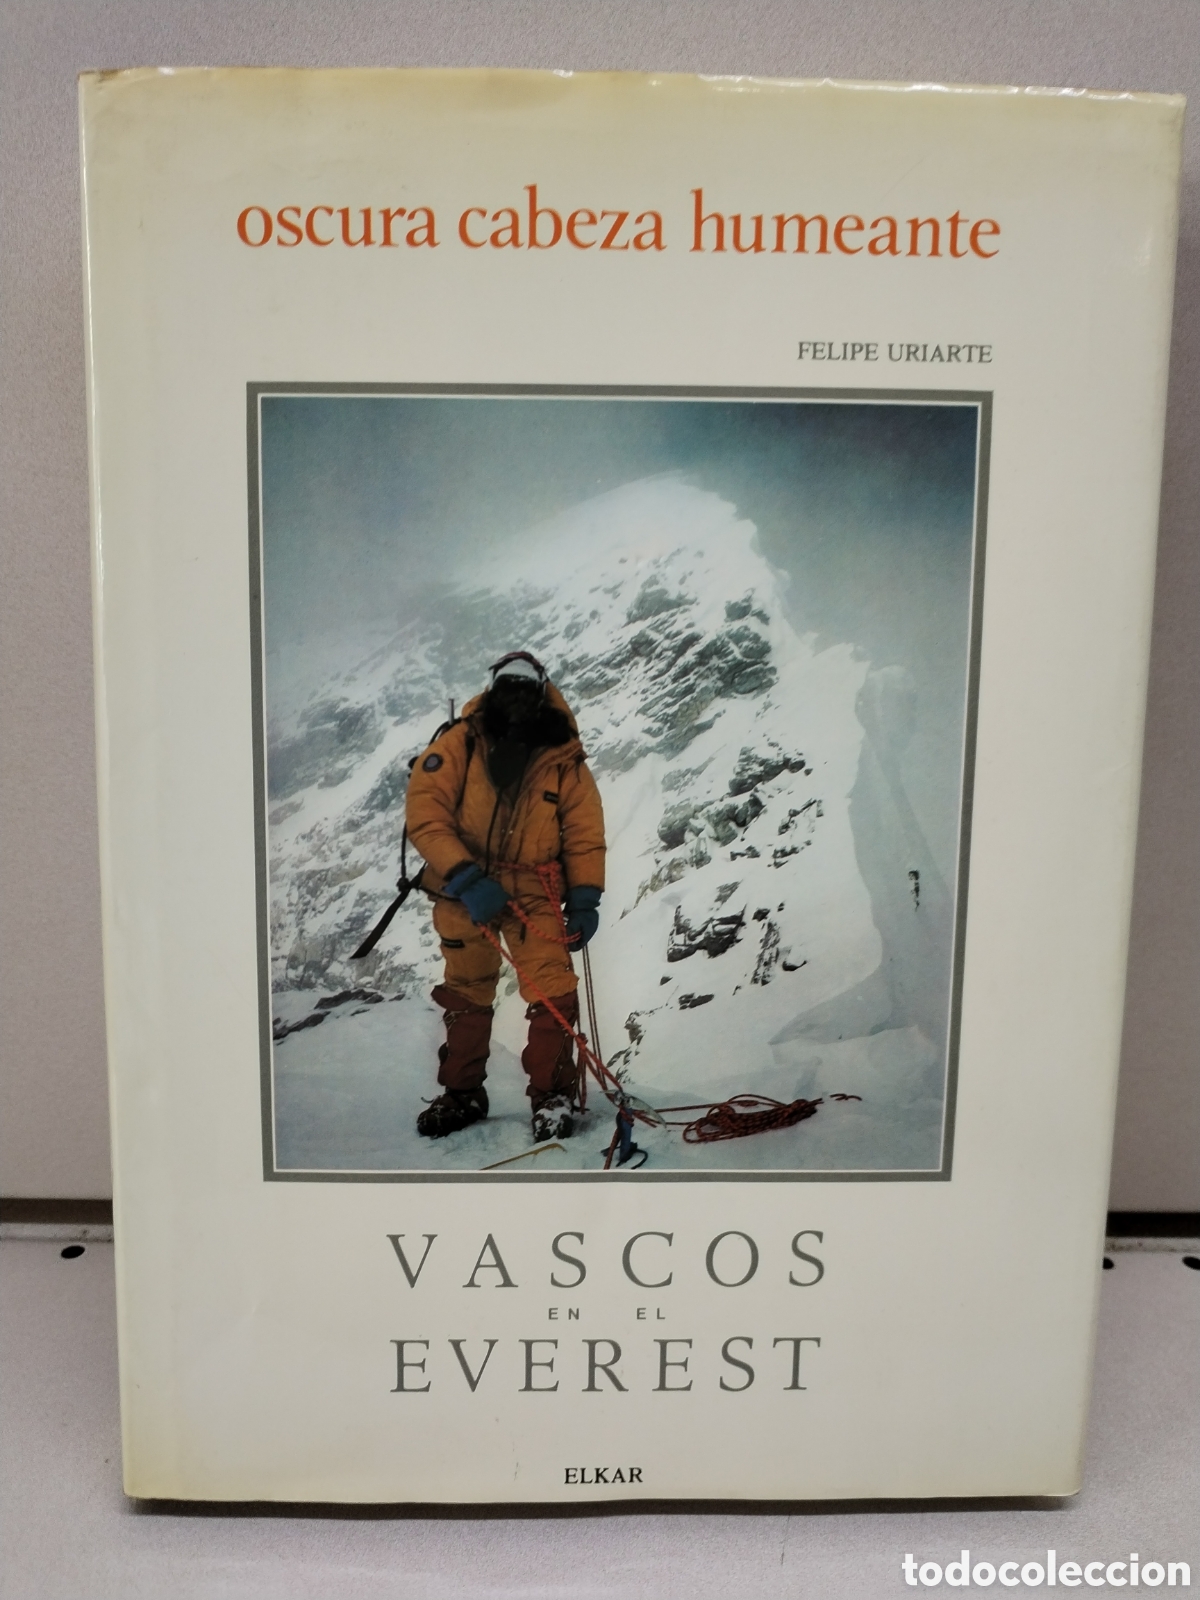 oscura cabeza humeante
FELIPE URIARTE
VASCOS
EN EL
EVEREST
ELKAR
todocoleccion